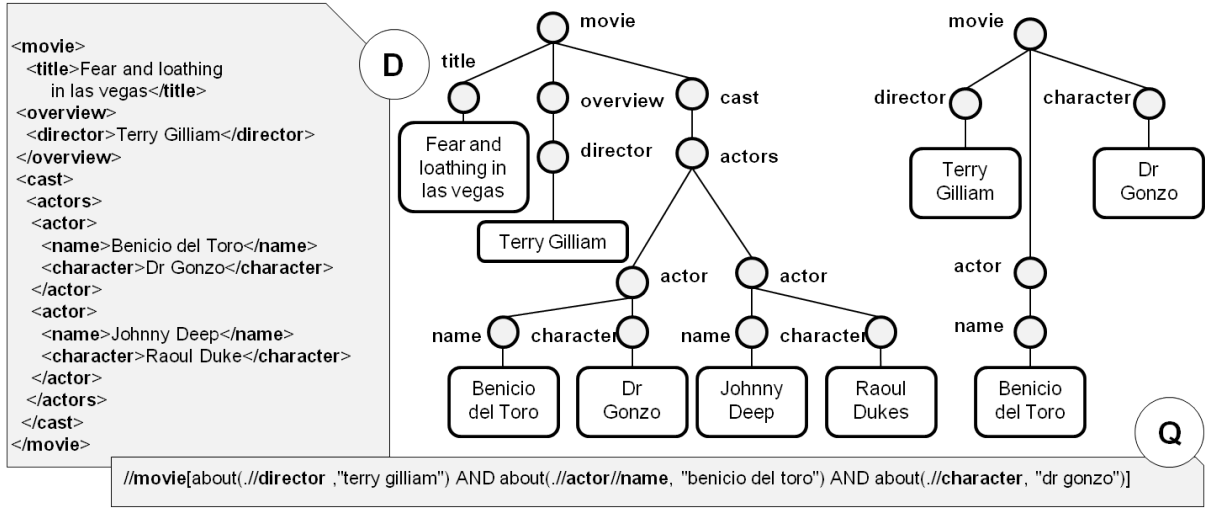 <movie>
<title>Fear and loathing
in las vegas</title>
<overview>
<director>Terry Gilliam</director>
</overview>
<cast>
<actors>
<actor>
<name>Benicio del Toro</name>
<character>Dr Gonzo</character>
</actor>
<actor>
<name>Johnny Deep</name>
<character>Raoul Duke</character>
</actor>
</actors>
</cast>
</movie>
D
movie
title
overview
cast
Fear and
loathing in
las vegas
director
actors
Terry Gilliam
actor
actor
name
character
name
character
Benicio
del Toro
Dr
Gonzo
Johnny
Deep
Raoul
Dukes
movie
director
character
Terry
Gilliam
Dr
Gonzo
actor
name
Benicio
del Toro
Q
//movie[about(.//director ,"terry gilliam") AND about(.//actor//name, "benicio del toro") AND about(.//character, "dr gonzo")]